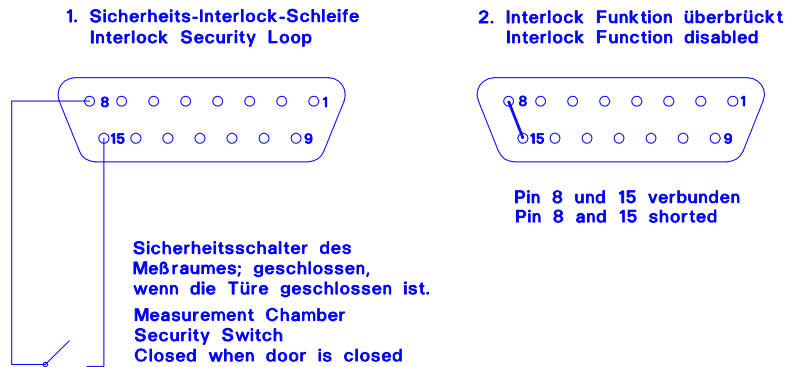 1. Sicherheits-Interlock-Schleife
Interlock Security Loop
2. Interlock Funktion überbrückt
Interlock Function disabled
8 1
15 9
8 1
15 9
Pin 8 und 15 verbunden
Pin 8 and 15 shorted
Sicherheitsschalter des
Meßraumes; geschlossen,
wenn die Türe geschlossen ist.
Measurement Chamber
Security Switch
Closed when door is closed